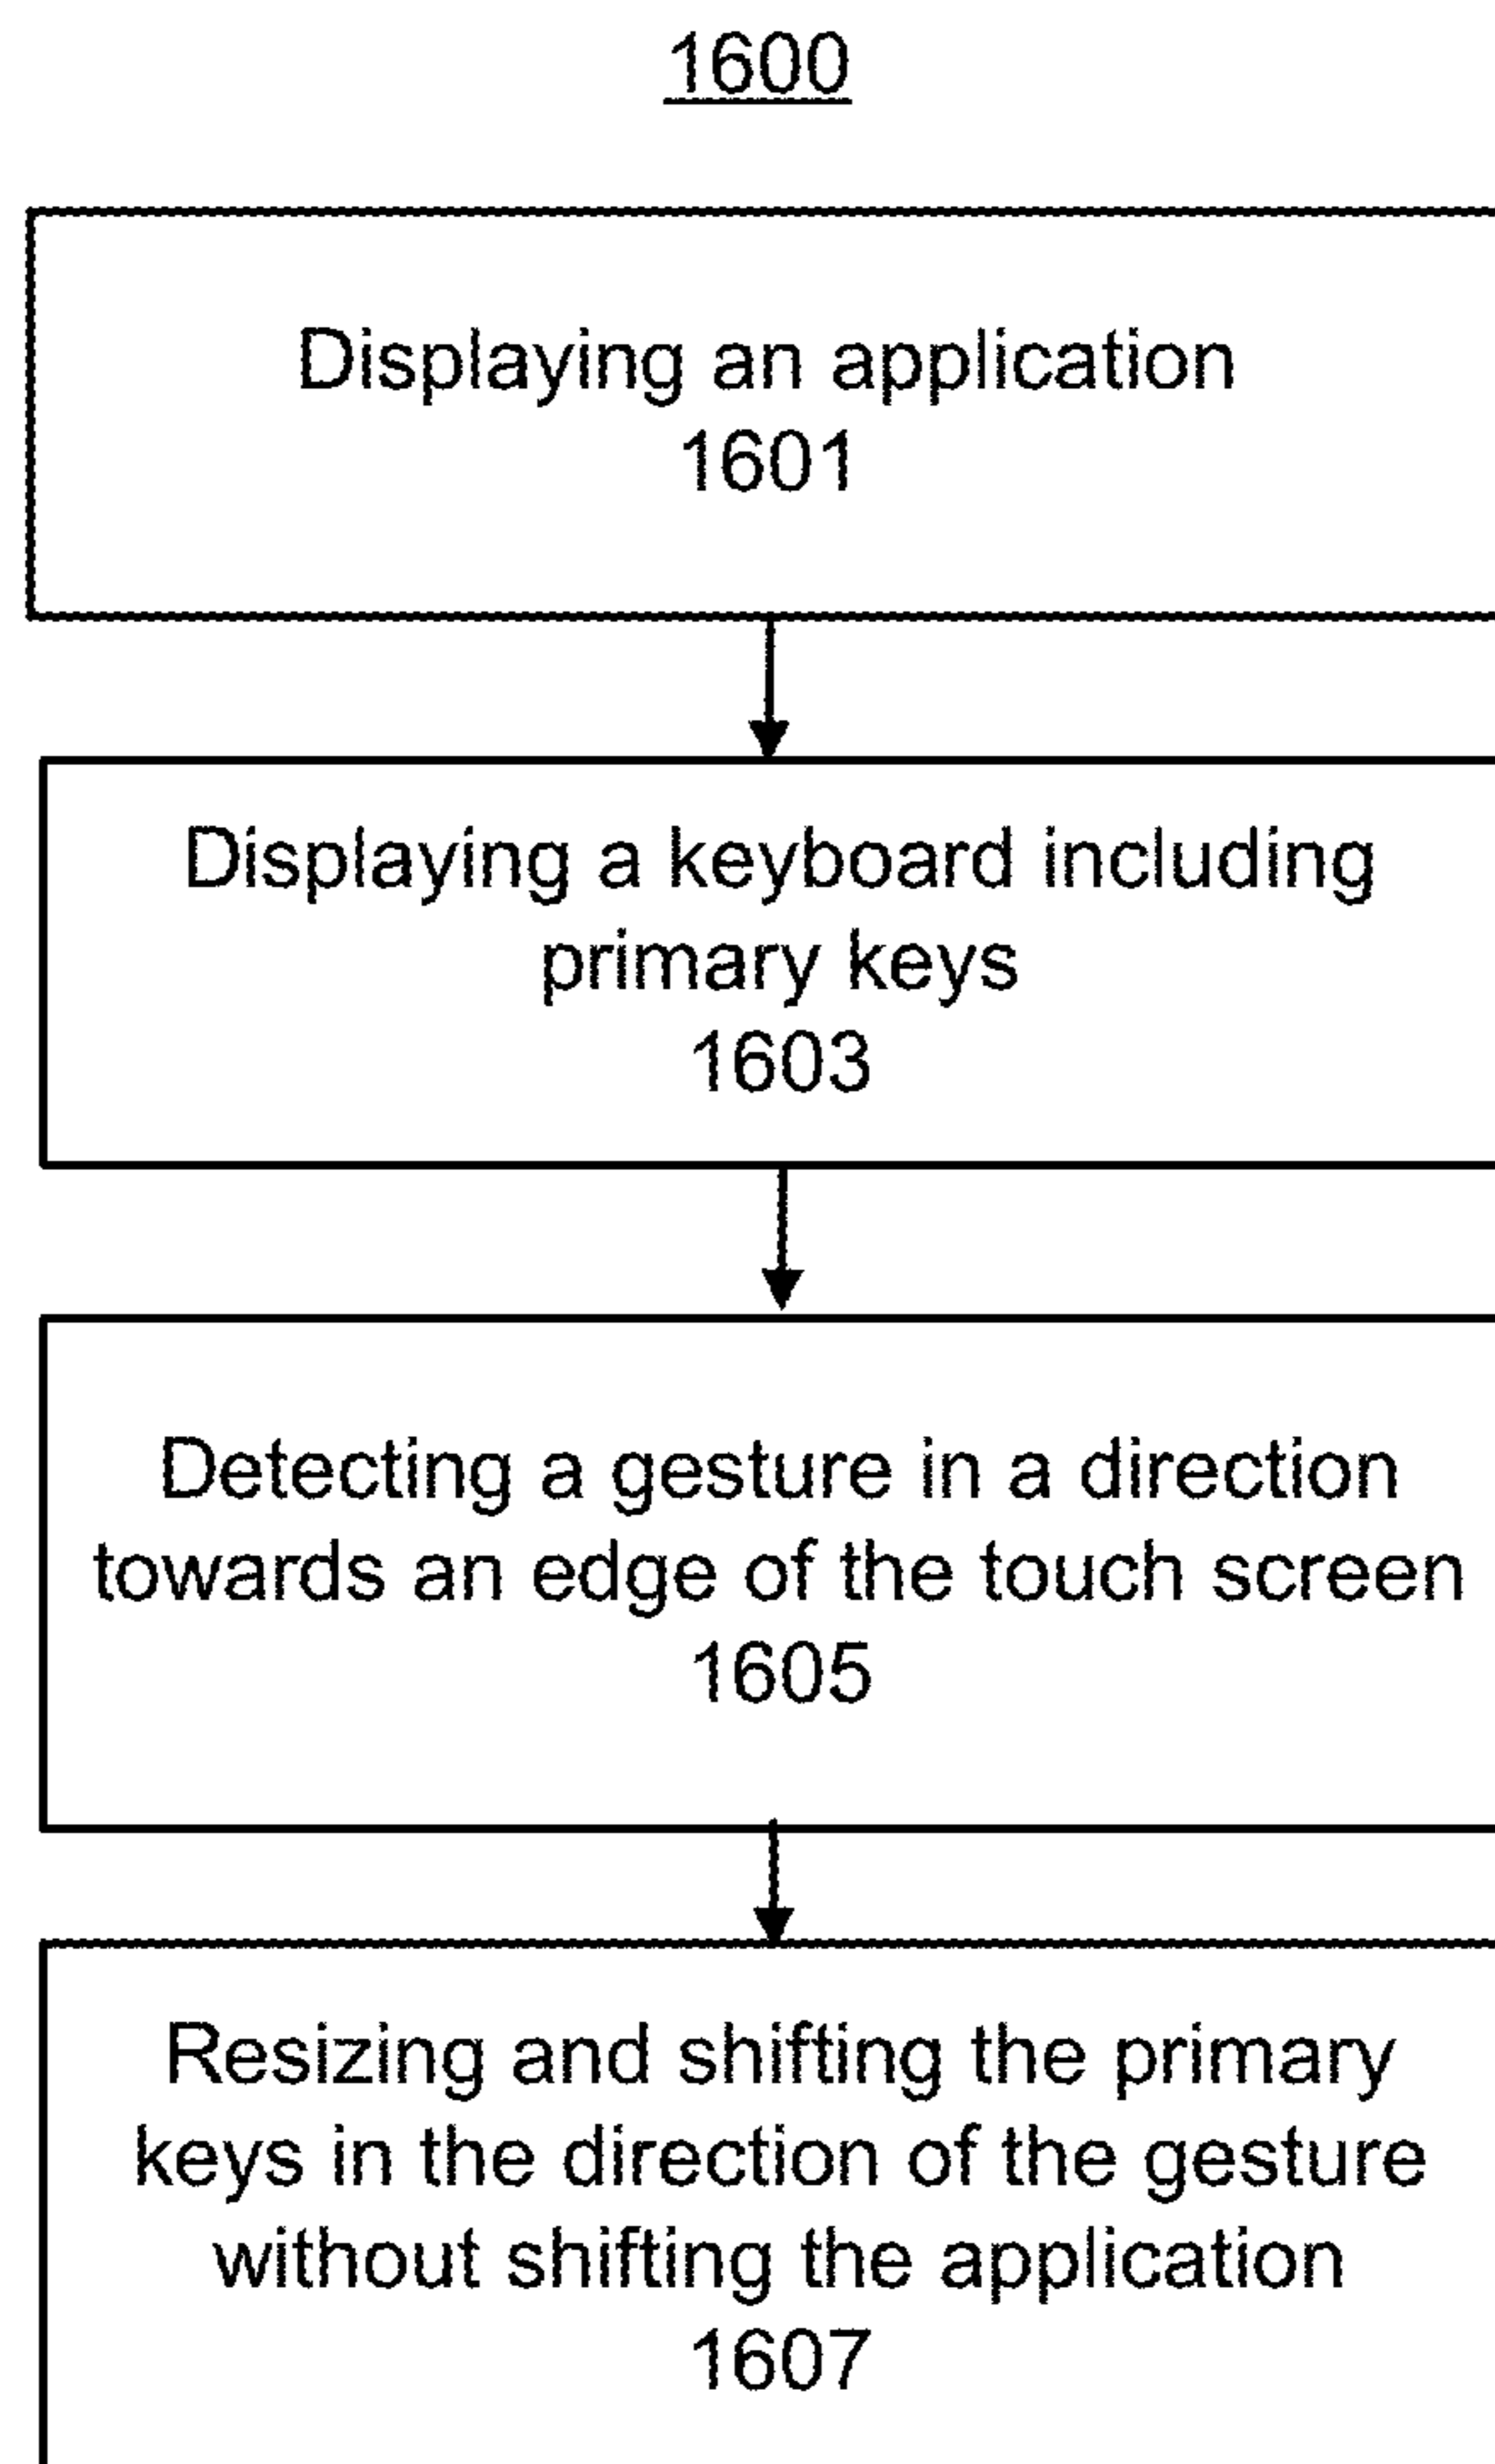 1600
Displaying an application
1601
Displaying a keyboard including
primary keys
1603
Detecting a gesture in a direction
towards an edge of the touch screen
1605
Resizing and shifting the primary
keys in the direction of the gesture
without shifting the application
1607